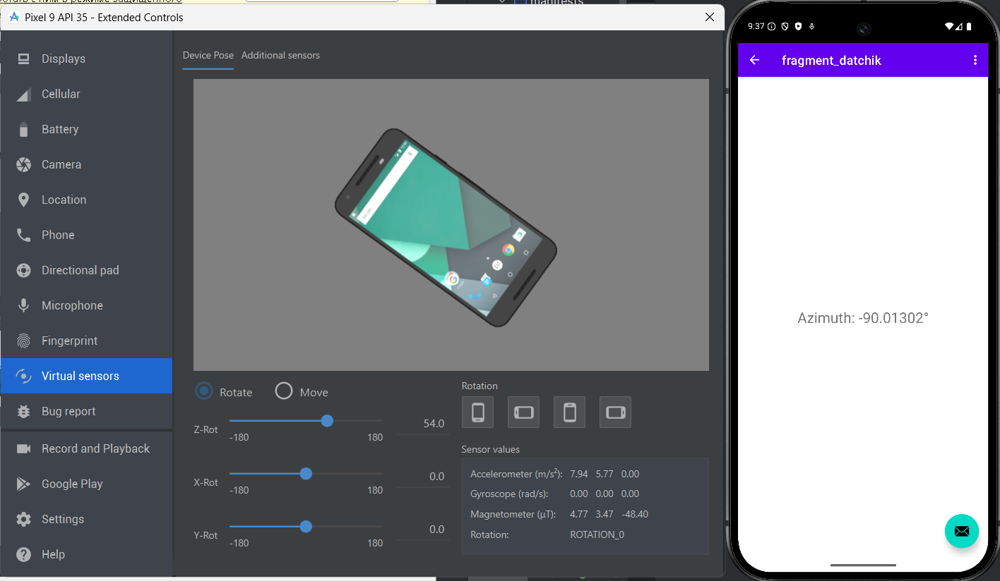 Pixel 9 API 35 - Extended Controls
Displays
Cellular
Battery
Camera
Location
Phone
Directional pad
Microphone
Fingerprint
Virtual sensors
Bug report
Record and Playback
Google Play
Settings
Help
Device Pose Additional sensors
Rotate Move
Z-Rot -180 180 54.0
X-Rot -180 180 0.0
Y-Rot -180 180 0.0
Rotation
Sensor values
Accelerometer (m/s²): 7.94 5.77 0.00
Gyroscope (rad/s): 0.00 0.00 0.00
Magnetometer (μT): 4.77 3.47 -48.40
Rotation: ROTATION_0
manifests
9:37
fragment_datchik
Azimuth: -90.01302°